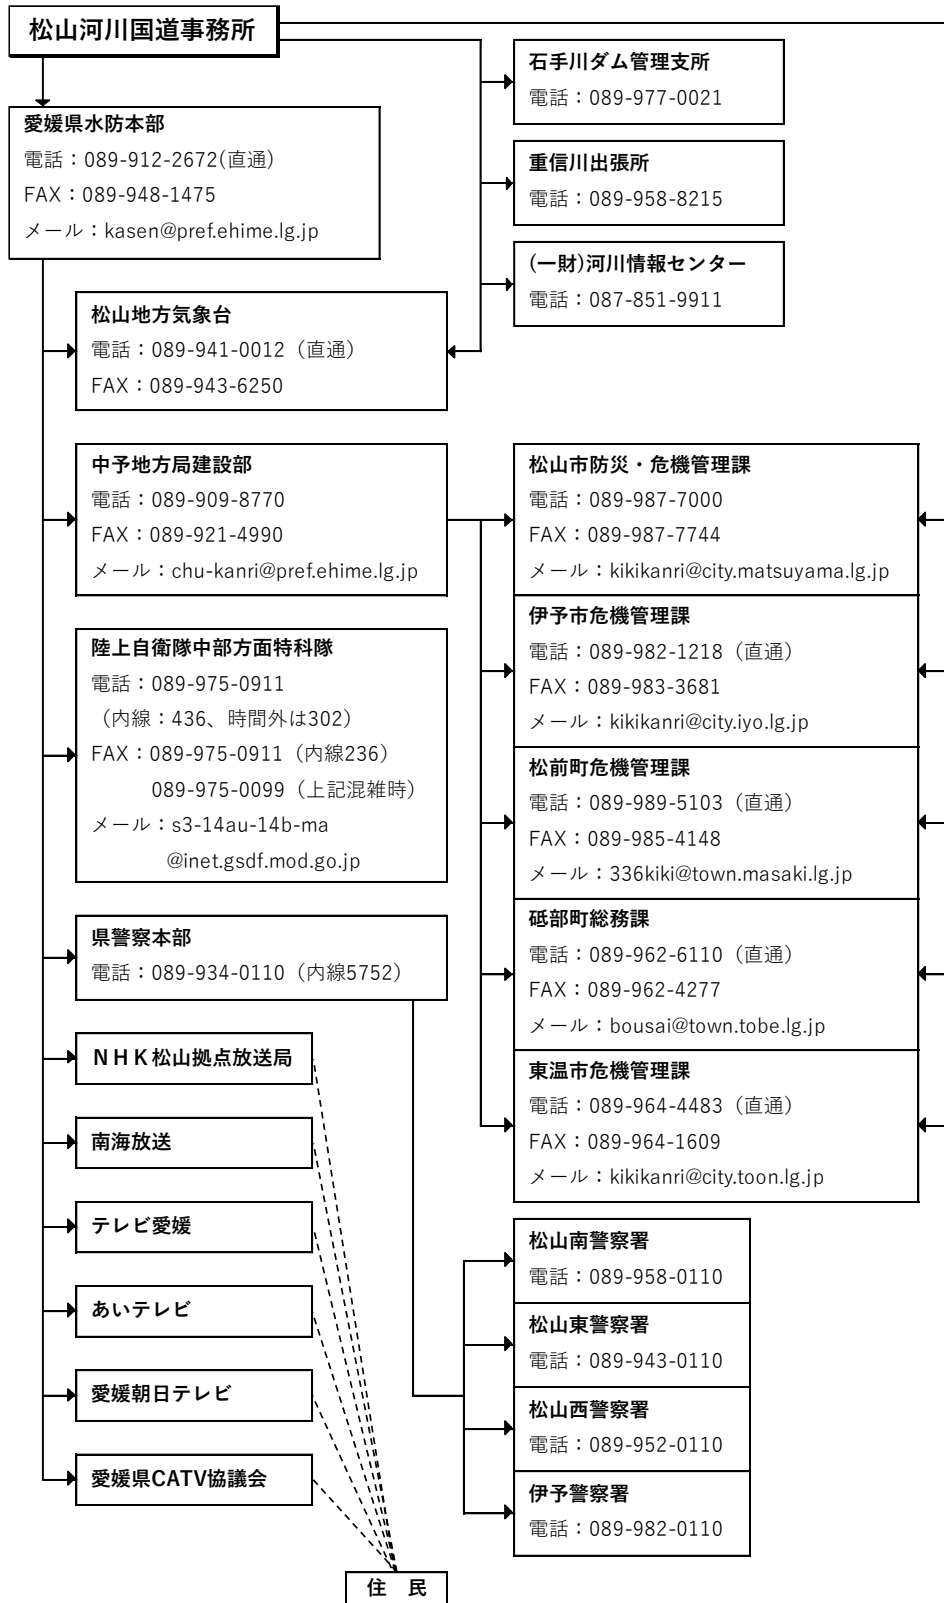 松山河川国道事務所
愛媛県水防本部
電話：089-912-2672(直通)
FAX：089-948-1475
メール：kasen@pref.ehime.lg.jp
石手川ダム管理支所
電話：089-977-0021
重信川出張所
電話：089-958-8215
(一財)河川情報センター
電話：087-851-9911
松山地方気象台
電話：089-941-0012（直通）
FAX：089-943-6250
中予地方局建設部
電話：089-909-8770
FAX：089-921-4990
メール：chu-kanri@pref.ehime.lg.jp
陸上自衛隊中部方面特科隊
電話：089-975-0911
（内線：436、時間外は302）
FAX：089-975-0911（内線236）
089-975-0099（上記混雑時）
メール：s3-14au-14b-ma
@inet.gsdf.mod.go.jp
県警察本部
電話：089-934-0110（内線5752）
ＮＨＫ松山拠点放送局
南海放送
テレビ愛媛
あいテレビ
愛媛朝日テレビ
愛媛県CATV協議会
松山市防災・危機管理課
電話：089-987-7000
FAX：089-987-7744
メール：kikikanri@city.matsuyama.lg.jp
伊予市危機管理課
電話：089-982-1218（直通）
FAX：089-983-3681
メール：kikikanri@city.iyo.lg.jp
松前町危機管理課
電話：089-989-5103（直通）
FAX：089-985-4148
メール：336kiki@town.masaki.lg.jp
砥部町総務課
電話：089-962-6110（直通）
FAX：089-962-4277
メール：bousai@town.tobe.lg.jp
東温市危機管理課
電話：089-964-4483（直通）
FAX：089-964-1609
メール：kikikanri@city.toon.lg.jp
松山南警察署
電話：089-958-0110
松山東警察署
電話：089-943-0110
松山西警察署
電話：089-952-0110
伊予警察署
電話：089-982-0110
住　民